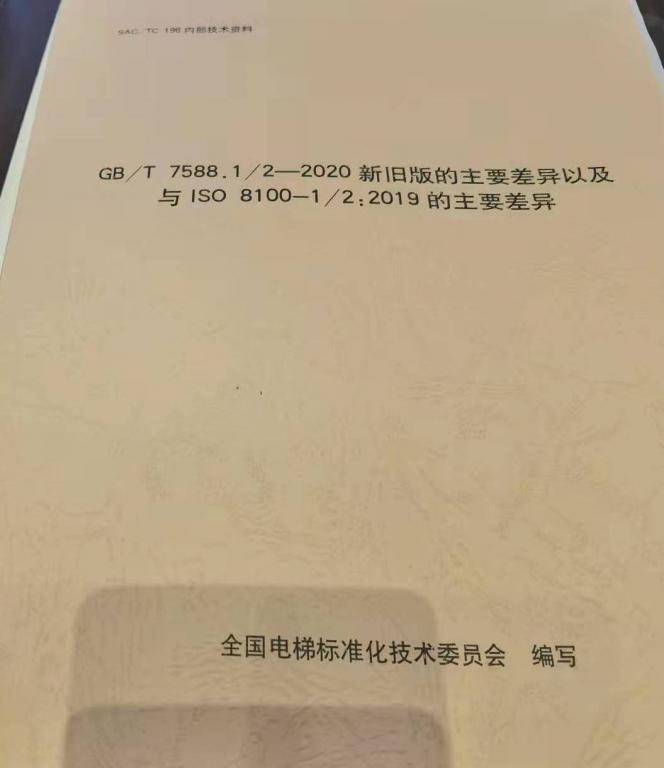 SAC/TC 196 内部技术资料
GB/T 7588.1/2—2020 新旧版的主要差异以及
与 ISO 8100-1/2:2019 的主要差异
全国电梯标准化技术委员会 编写